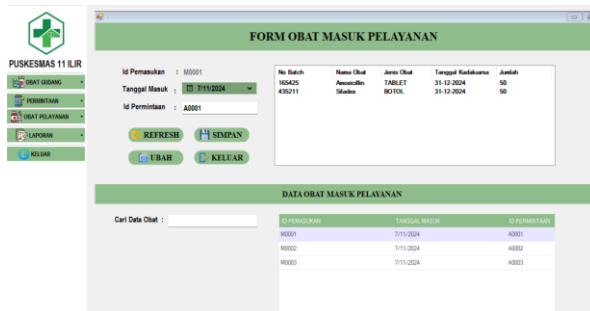 FORM OBAT MASUK PELAYANAN
PUSKESMAS 11 ILIR
OBAT GUDANG
PERMINTAAN
OBAT PELAYANAN
LAPORAN
KELUAR
Id Pemasukan : M0001
Tanggal Masuk : 7/11/2024
Id Permintaan : A0001
REFRESH SIMPAN
UBAH KELUAR
No Batch Nama Obat Jenis Obat Tanggal Kadaluarsa Jumlah
165425 Amoxicillin TABLET 31-12-2024 50
435211 Siladex BOTOL 31-12-2024 50
DATA OBAT MASUK PELAYANAN
Cari Data Obat :
ID PEMASUKAN TANGGAL MASUK ID PERMINTAAN
M0001 7/11/2024 A0001
M0002 7/11/2024 A0002
M0003 7/11/2024 A0003